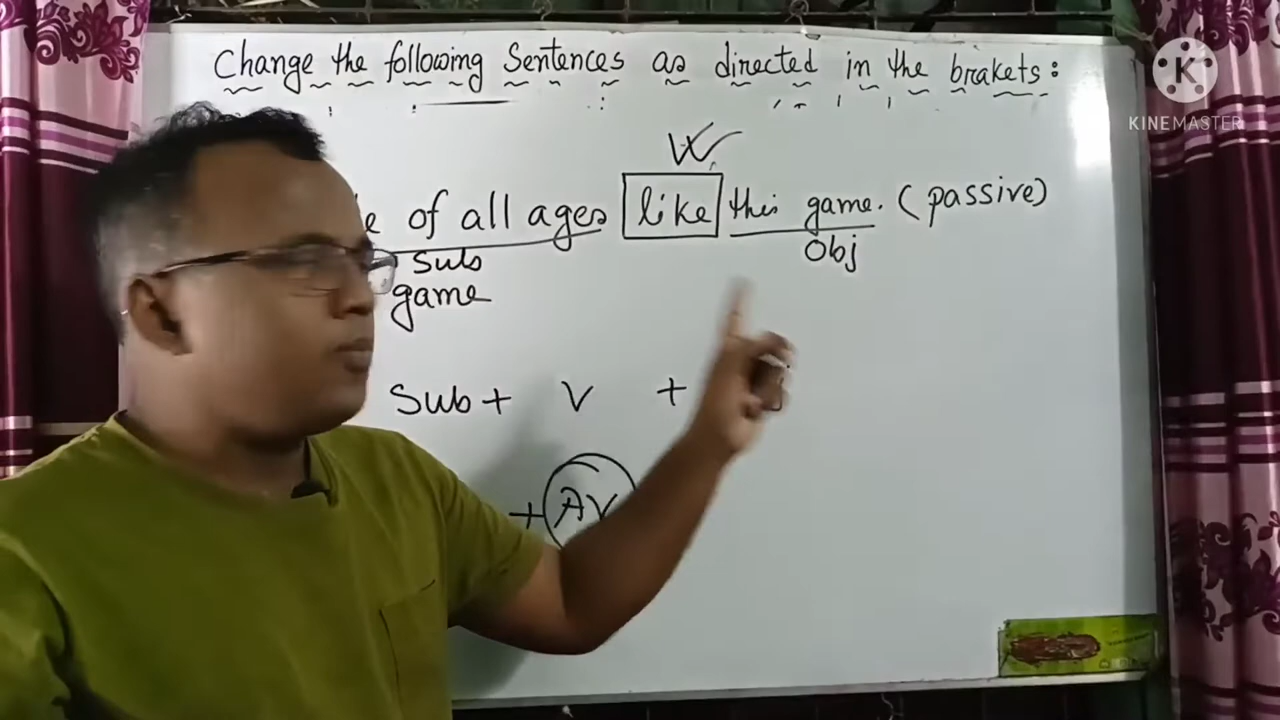 Change the following Sentences as directed in the brakets:
KINEMASTER
of all ages like this game. (passive)
Sub obj
game
Sub + V +
+ AV